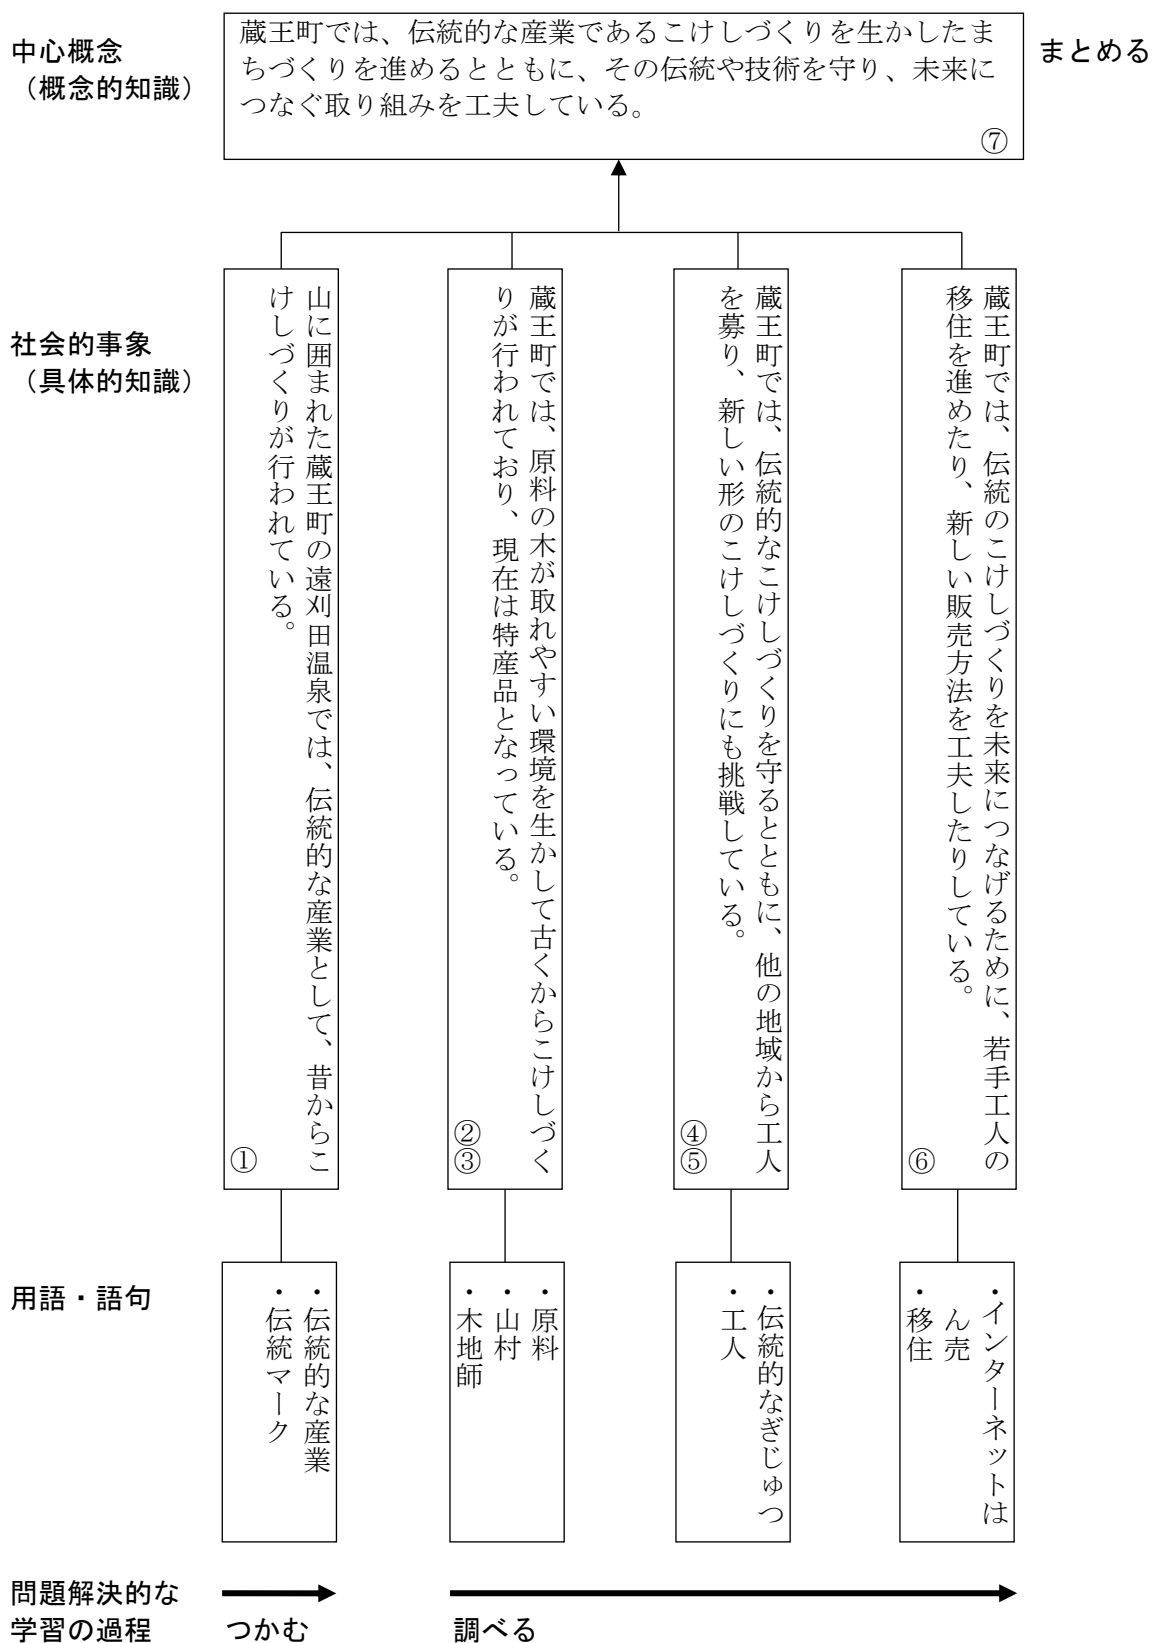 中心概念
（概念的知識）
蔵王町では、伝統的な産業であるこけしづくりを生かしたま
ちづくりを進めるとともに、その伝統や技術を守り、未来に
つなぐ取り組みを工夫している。
⑦
まとめる
社会的事象
（具体的知識）
山に囲まれた蔵王町の遠刈田温泉では、伝統的な産業として、昔からこ
けしづくりが行われている。
①
蔵王町では、原料の木が取れやすい環境を生かして古くからこけしづく
りが行われており、現在は特産品となっている。
②
③
蔵王町では、伝統的なこけしづくりを守るとともに、他の地域から工人
を募り、新しい形のこけしづくりにも挑戦している。
④
⑤
蔵王町では、伝統のこけしづくりを未来につなげるために、若手工人の
移住を進めたり、新しい販売方法を工夫したりしている。
⑥
用語・語句
・伝統的な産業
・伝統マーク
・原料
・山村
・木地師
・伝統的なぎじゅつ
・工人
・インターネットは
ん売
・移住
問題解決的な
学習の過程
つかむ
調べる